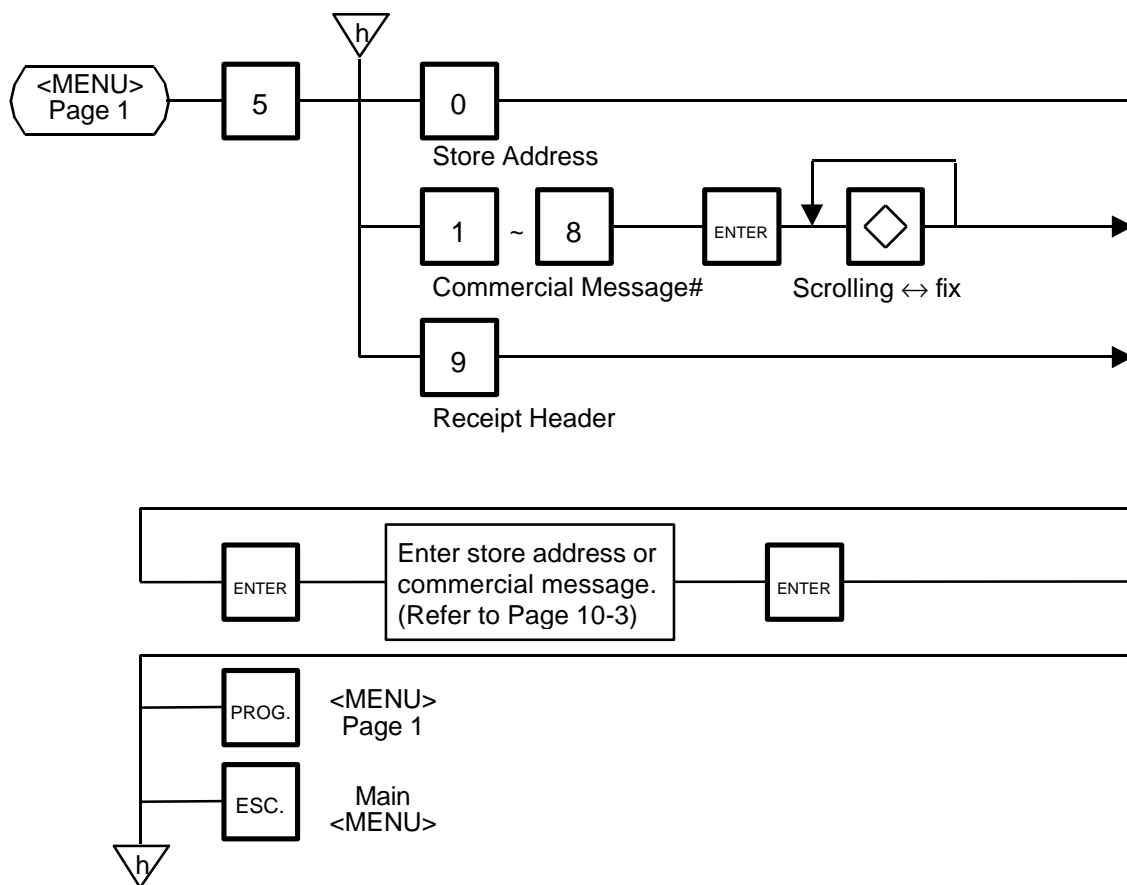 h
<MENU>
Page 1
5
0
Store Address
1 ~ 8 ENTER
Commercial Message# Scrolling ↔ fix
9
Receipt Header
ENTER
Enter store address or
commercial message.
(Refer to Page 10-3)
ENTER
PROG.
<MENU>
Page 1
ESC.
Main
<MENU>
h